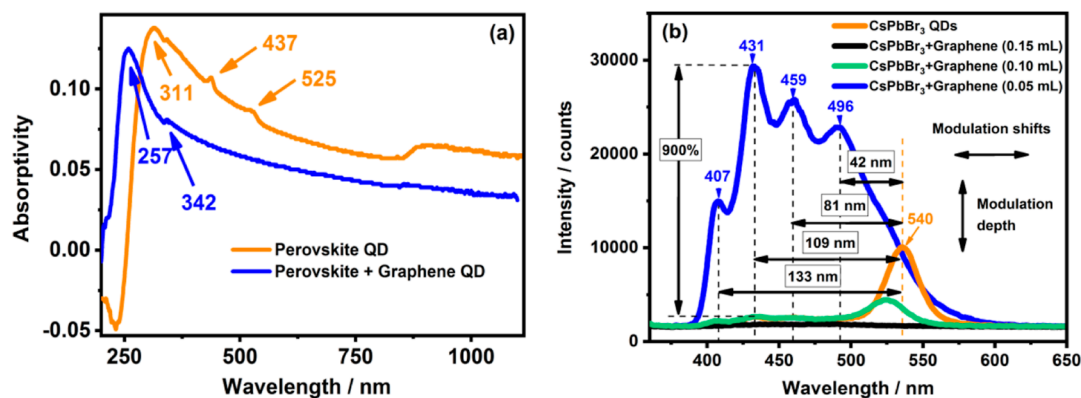 (a)
437
525
311
257
342
0.10
0.05
0.00
-0.05
Absorptivity
Perovskite QD
Perovskite + Graphene QD
250
500
750
1000
Wavelength / nm
(b)
CsPbBr₃ QDs
CsPbBr₃+Graphene (0.15 mL)
CsPbBr₃+Graphene (0.10 mL)
CsPbBr₃+Graphene (0.05 mL)
431
459
496
407
540
900%
Modulation shifts
Modulation
depth
42 nm
81 nm
109 nm
133 nm
30000
20000
10000
0
Intensity / counts
400
450
500
550
600
650
Wavelength / nm